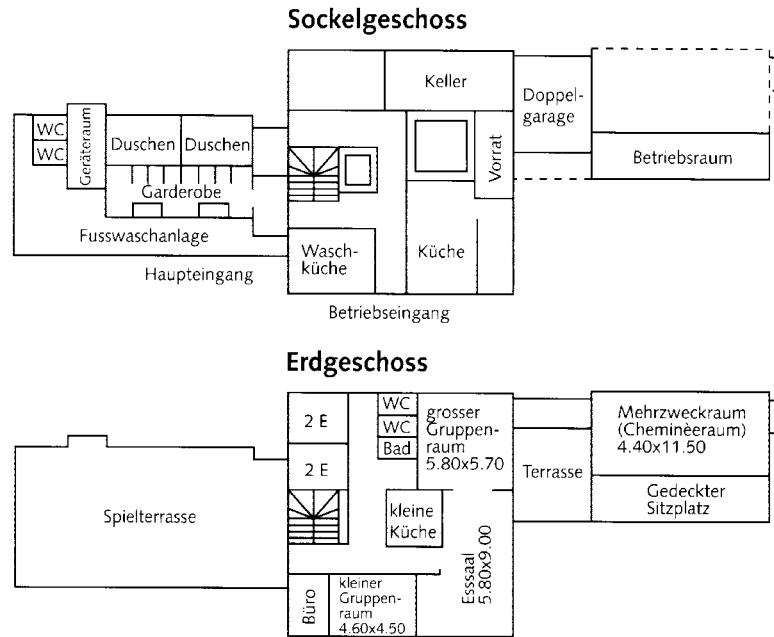 Sockelgeschoss
Keller
Doppel-
garage
WC
WC
Geräteraum
Duschen
Duschen
Vorrat
Betriebsraum
Garderobe
Fusswaschanlage
Wasch-
küche
Küche
Haupteingang
Betriebseingang
Erdgeschoss
2 E
WC
WC
Bad
grosser
Gruppen-
raum
5.80x5.70
Mehrzweckraum
(Cheminèeraum)
4.40x11.50
2 E
Terrasse
Gedeckter
Sitzplatz
Spielterrasse
kleine
Küche
Esssaal
5.80x9.00
Büro
kleiner
Gruppen-
raum
4.60x4.50